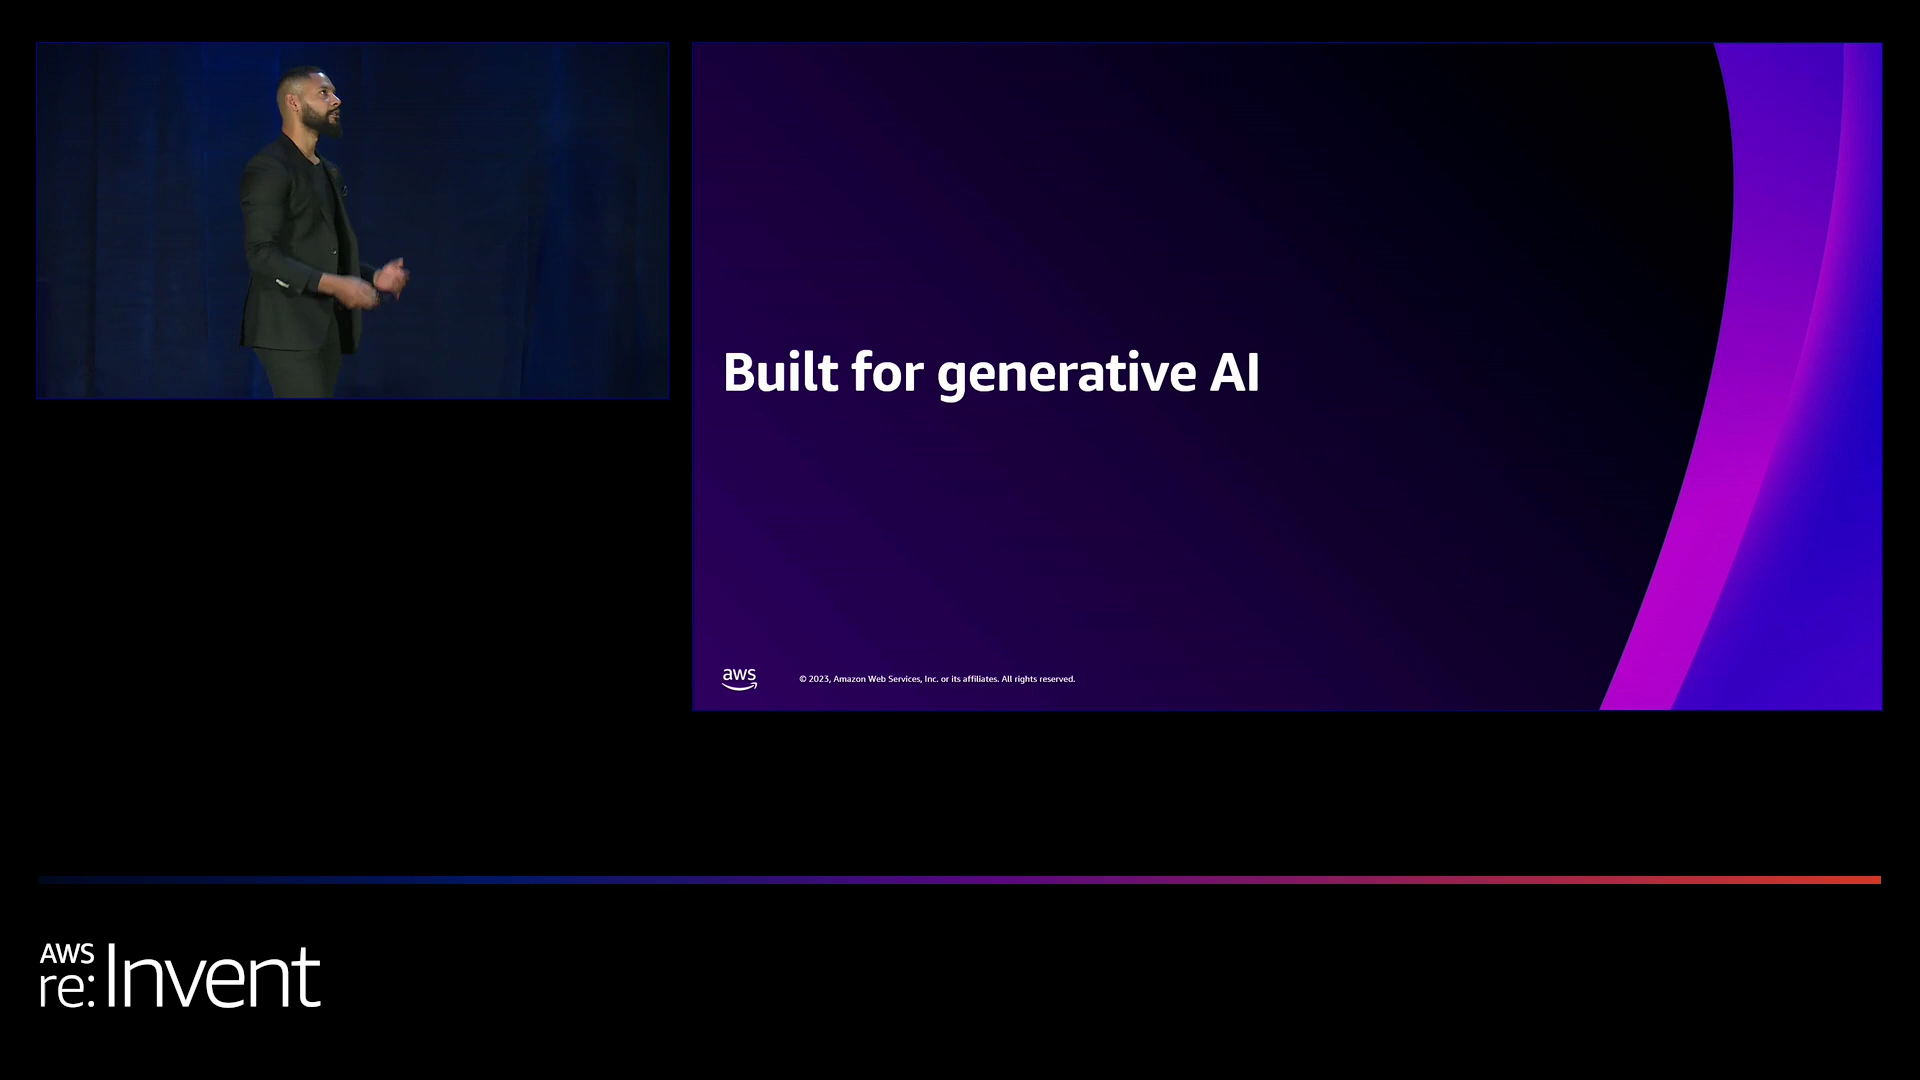 Built for generative AI
aws
© 2023, Amazon Web Services, Inc. or its affiliates. All rights reserved.
AWS
re:Invent